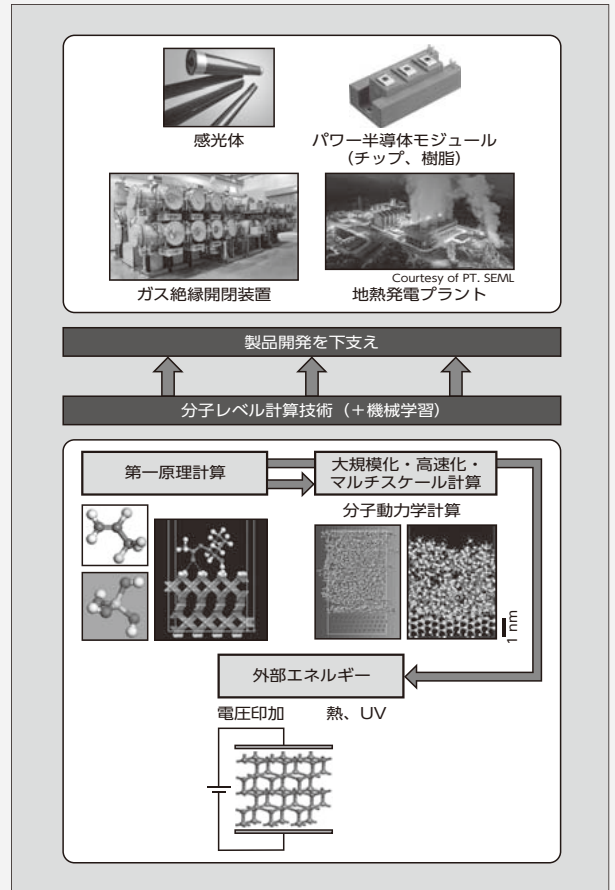 感光体
パワー半導体モジュール
（チップ、樹脂）
Courtesy of PT. SEML
ガス絶縁開閉装置
地熱発電プラント
製品開発を下支え
分子レベル計算技術（＋機械学習）
第一原理計算
大規模化・高速化・
マルチスケール計算
分子動力学計算
1 nm
外部エネルギー
電圧印加
熱、UV